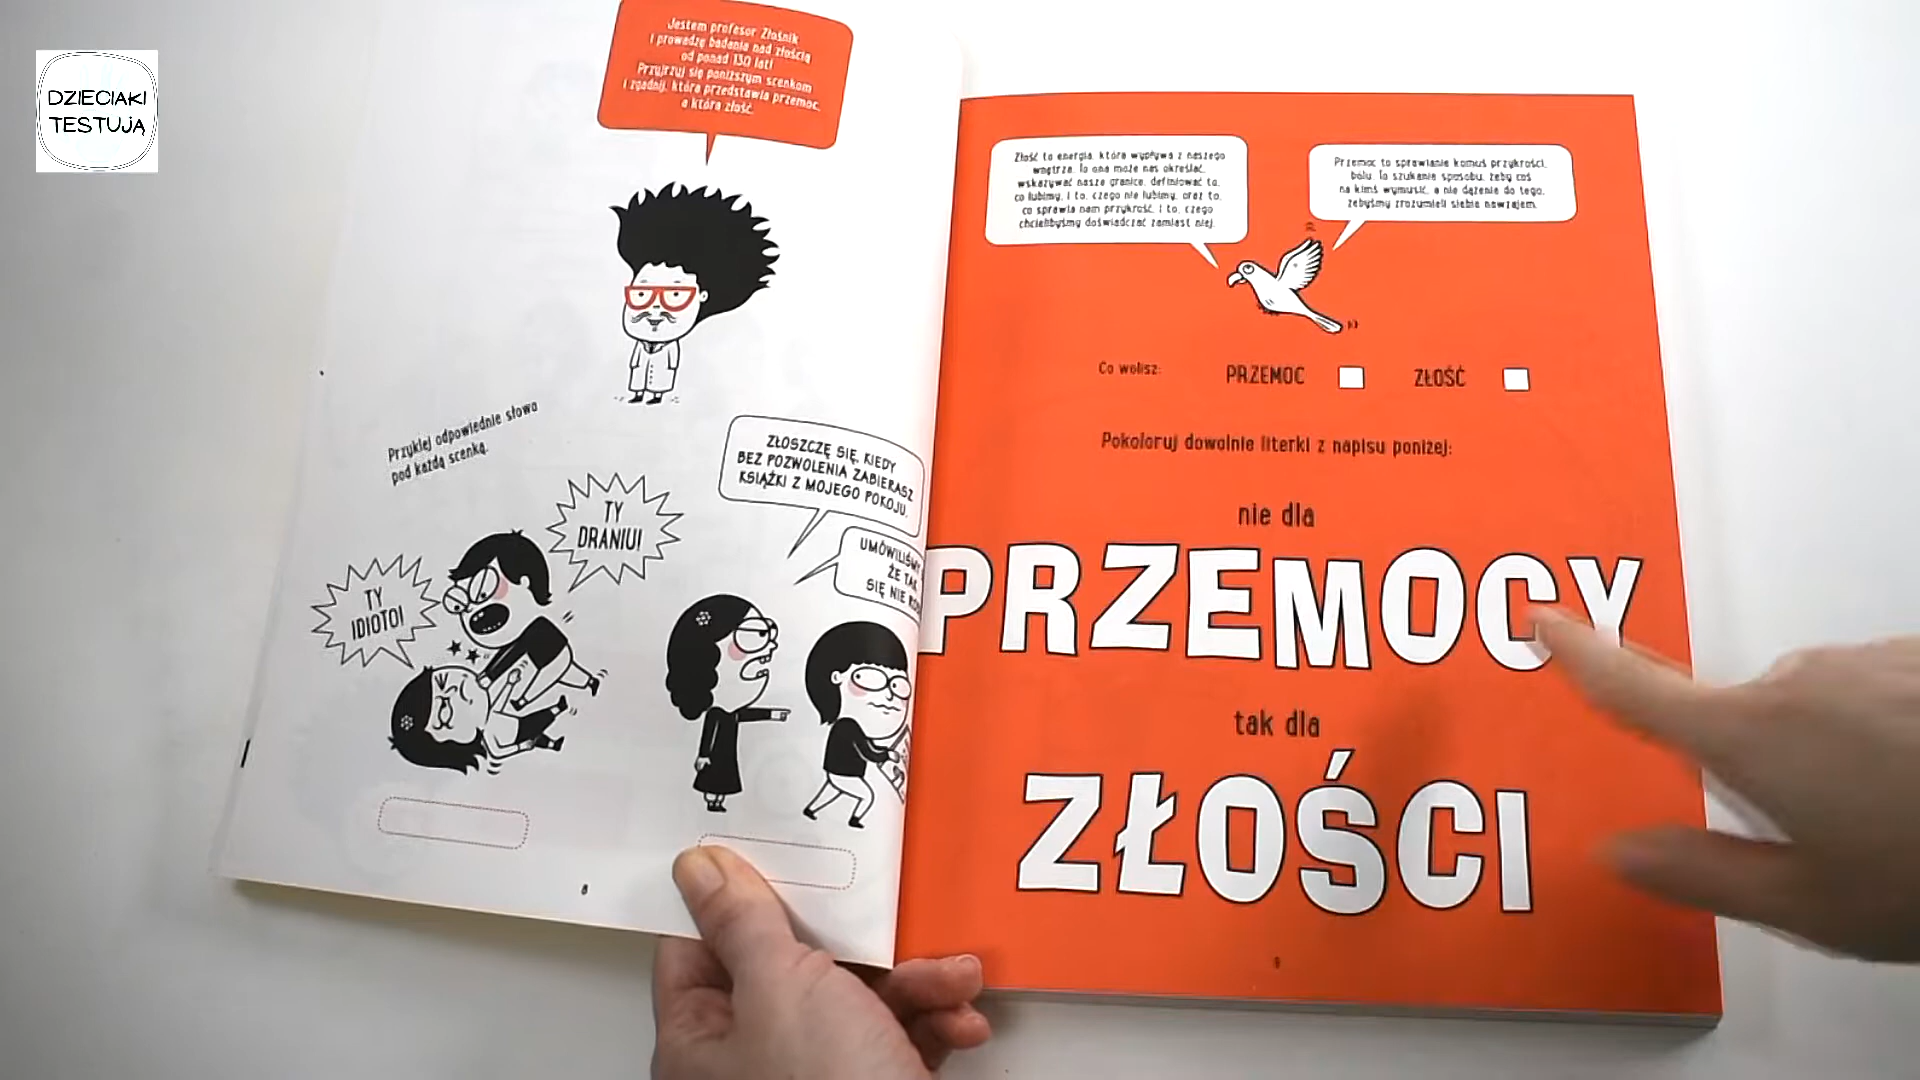 DZIECIAKI
TESTUJĄ
Jestem profesor Złośnik
i prowadzę badania nad złością
od ponad 130 lat!
Przyjrzyj się poniższym scenkom
i zgadnij, która przedstawia przemoc,
a która złość.
Przyklej odpowiednie słowa
pod każdą scenką.
TY
IDIOTO!
TY
DRANIU!
ZŁOSZCZĘ SIĘ, KIEDY
BEZ POZWOLENIA ZABIERASZ
KSIĄŻKI Z MOJEGO POKOJU.
UMÓWILIŚMY
ŻE TAK
SIĘ NIE
8
Złość to energia, która wypływa z naszego
wnętrza. To ona może nas określać,
wskazywać nasze granice, definiować to,
co lubimy, i to, czego nie lubimy, oraz to,
co sprawia nam przykrość, i to, czego
chcielibyśmy doświadczać zamiast niej.
Przemoc to sprawianie komuś przykrości,
bólu. To szukanie sposobu, żeby coś
na kimś wymusić, a nie dążenie do tego,
żebyśmy zrozumieli siebie nawzajem.
Co wolisz: PRZEMOC ZŁOŚĆ
Pokoloruj dowolnie literki z napisu poniżej:
nie dla
PRZEMOCY
tak dla
ZŁOŚCI
9